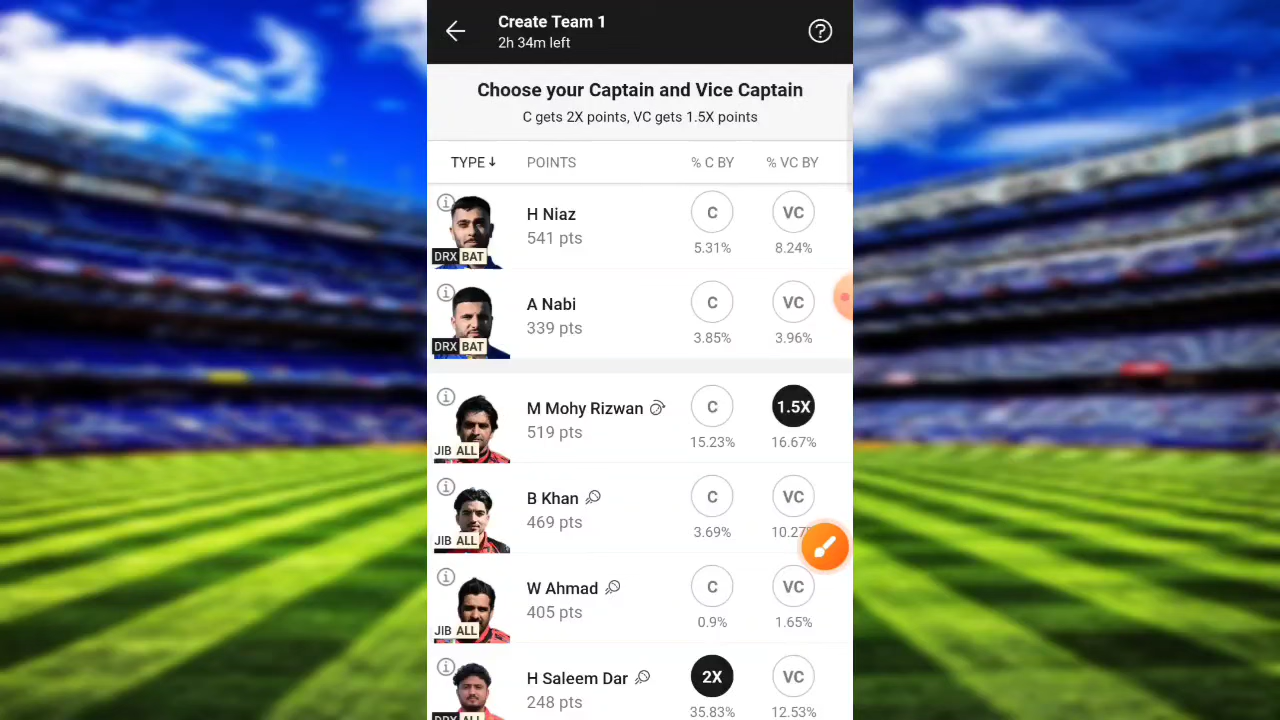 Create Team 1
2h 34m left
?
Choose your Captain and Vice Captain
C gets 2X points, VC gets 1.5X points
TYPE POINTS % C BY % VC BY
H Niaz C VC
541 pts 5.31% 8.24%
DRX BAT
A Nabi C VC
339 pts 3.85% 3.96%
DRX BAT
M Mohy Rizwan C 1.5X
519 pts 15.23% 16.67%
JIB ALL
B Khan C VC
469 pts 3.69% 10.27
JIB ALL
W Ahmad C VC
405 pts 0.9% 1.65%
JIB ALL
H Saleem Dar 2X VC
248 pts 35.83% 12.53%
DRX ALL